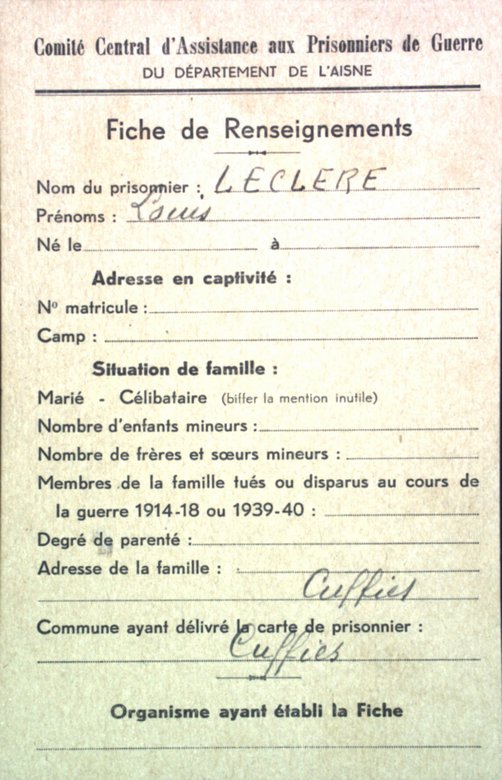 Comité Central d'Assistance aux Prisonniers de Guerre
DU DÉPARTEMENT DE L'AISNE
Fiche de Renseignements
Nom du prisonnier : LECLERE
Prénoms : Louis
Né le à
Adresse en captivité :
Nº matricule :
Camp :
Situation de famille :
Marié - Célibataire (biffer la mention inutile)
Nombre d'enfants mineurs :
Nombre de frères et sœurs mineurs :
Membres de la famille tués ou disparus au cours de
la guerre 1914-18 ou 1939-40 :
Degré de parenté :
Adresse de la famille :
Cuffies
Commune ayant délivré la carte de prisonnier :
Cuffies
Organisme ayant établi la Fiche